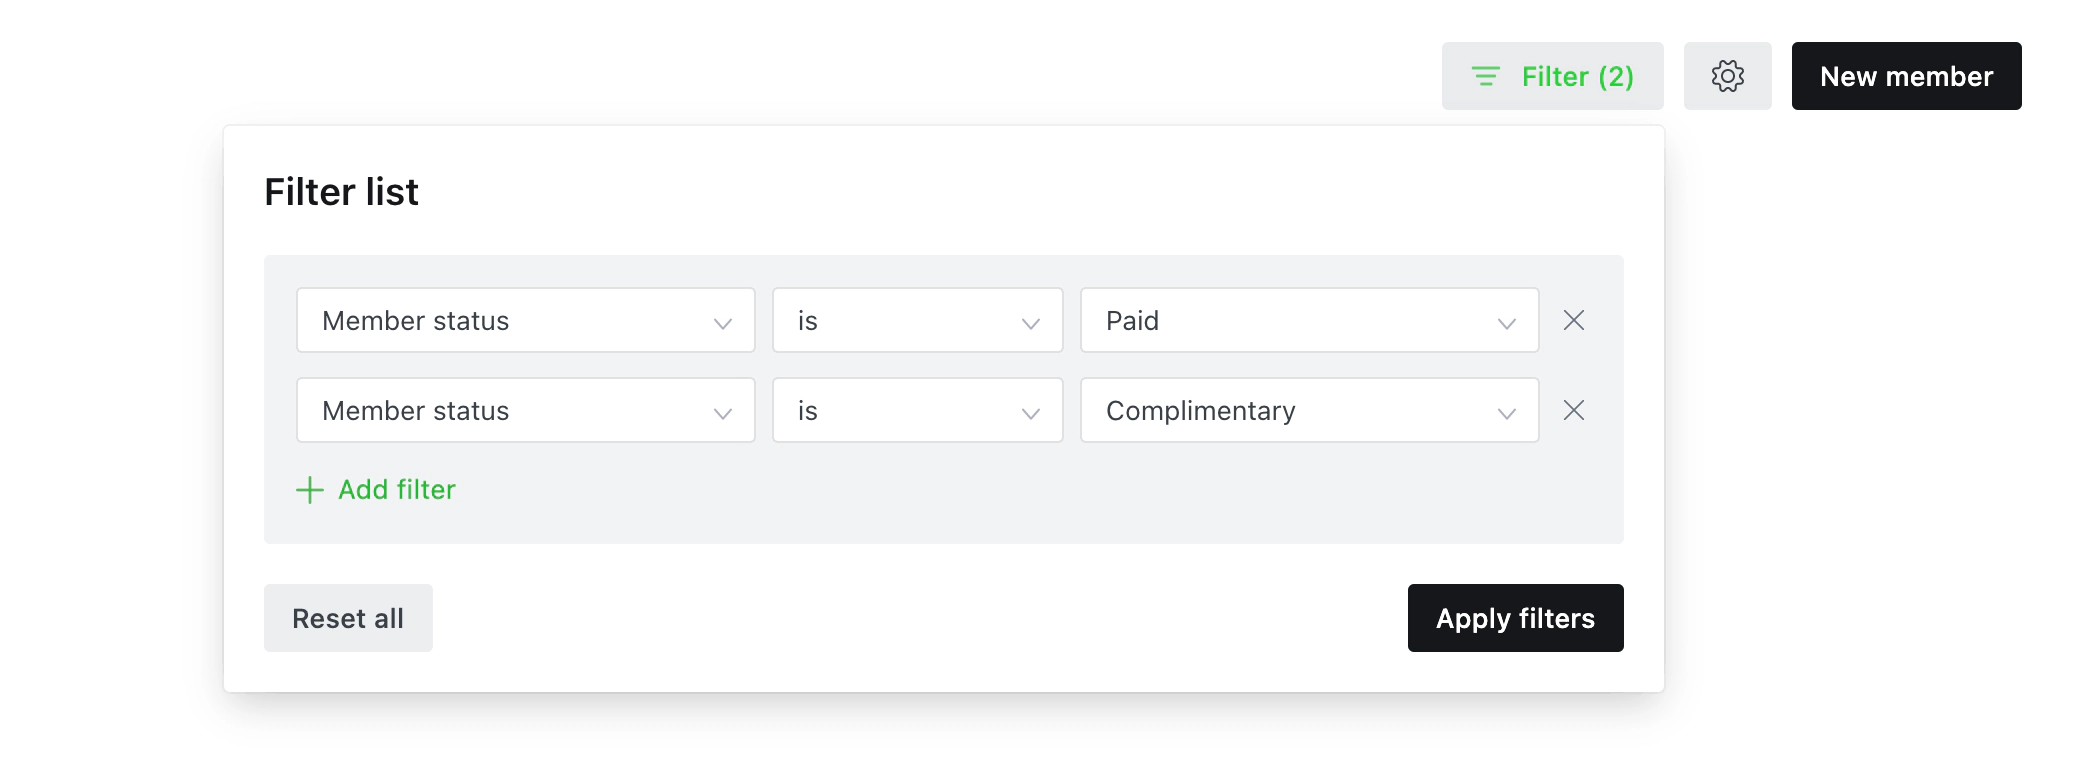 Filter (2)
New member
Filter list
Member status
is
Paid
Member status
is
Complimentary
Add filter
Reset all
Apply filters